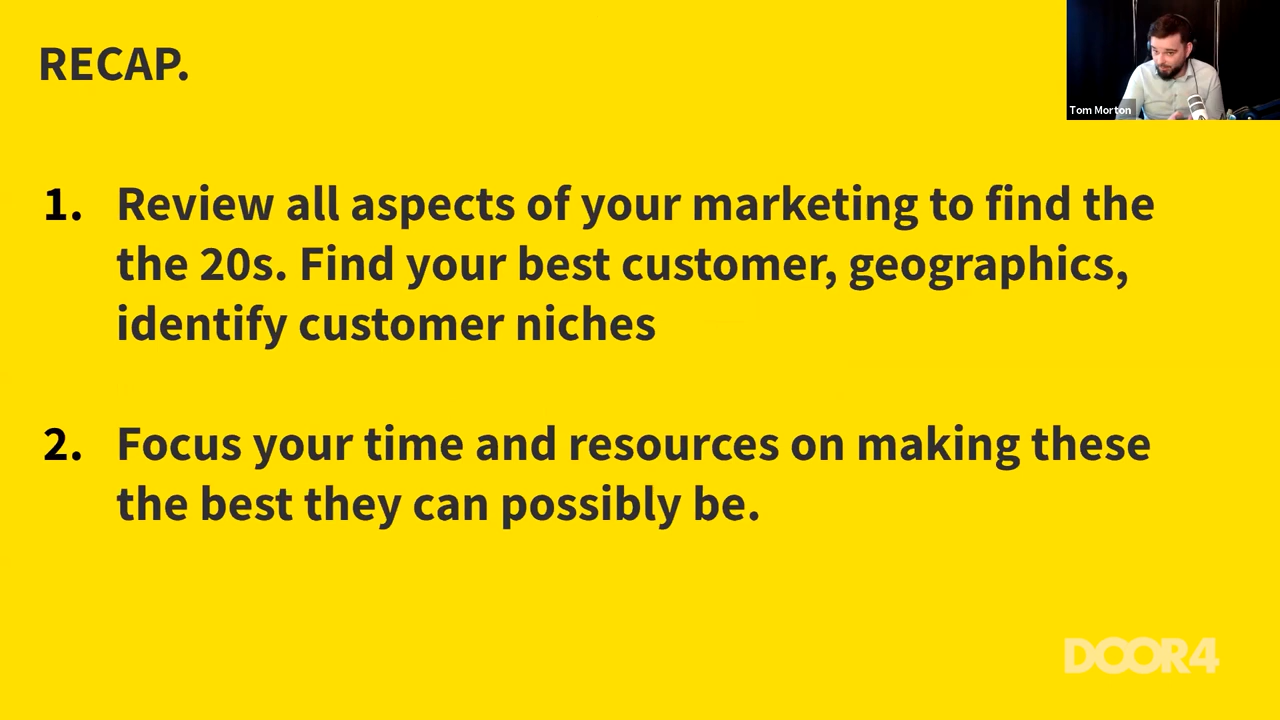 RECAP.
Tom Morton
1. Review all aspects of your marketing to find the
the 20s. Find your best customer, geographics,
identify customer niches
2. Focus your time and resources on making these
the best they can possibly be.
DOOR4